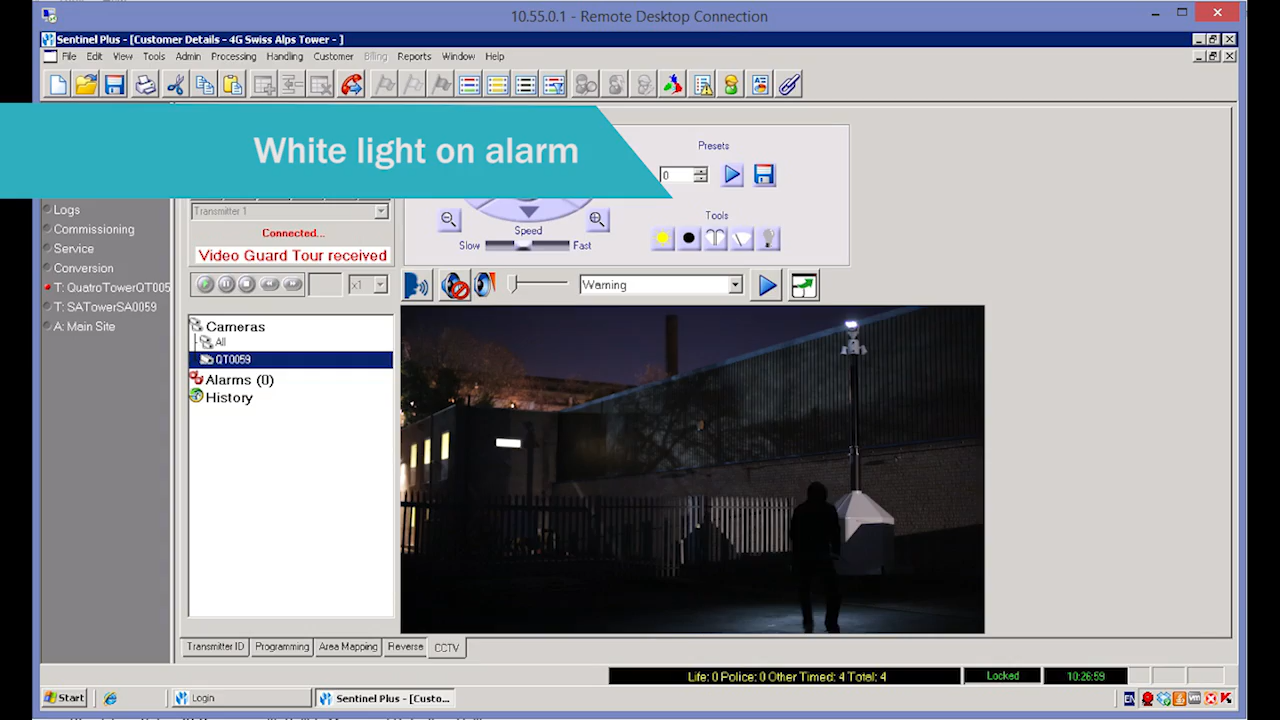 10.55.0.1 - Remote Desktop Connection
Sentinel Plus - [Customer Details - 4G Swiss Alps Tower - ]
File Edit View Tools Admin Processing Handling Customer Billing Reports Window Help
White light on alarm
Presets
0
Logs
Transmitter 1
Tools
Commissioning
Connected...
Speed
Service
Slow
Fast
Video Guard Tour received
Conversion
T: QuatroTowerQT005
x1
Warning
T: SATowerSA0059
A: Main Site
Cameras
All
QT0059
Alarms (0)
History
Transmitter ID Programming Area Mapping Reverse CCTV
Life: 0 Police: 0 Other Timed: 4 Total: 4
Locked
10:26:59
Start
Login
Sentinel Plus - [Custo...
EN